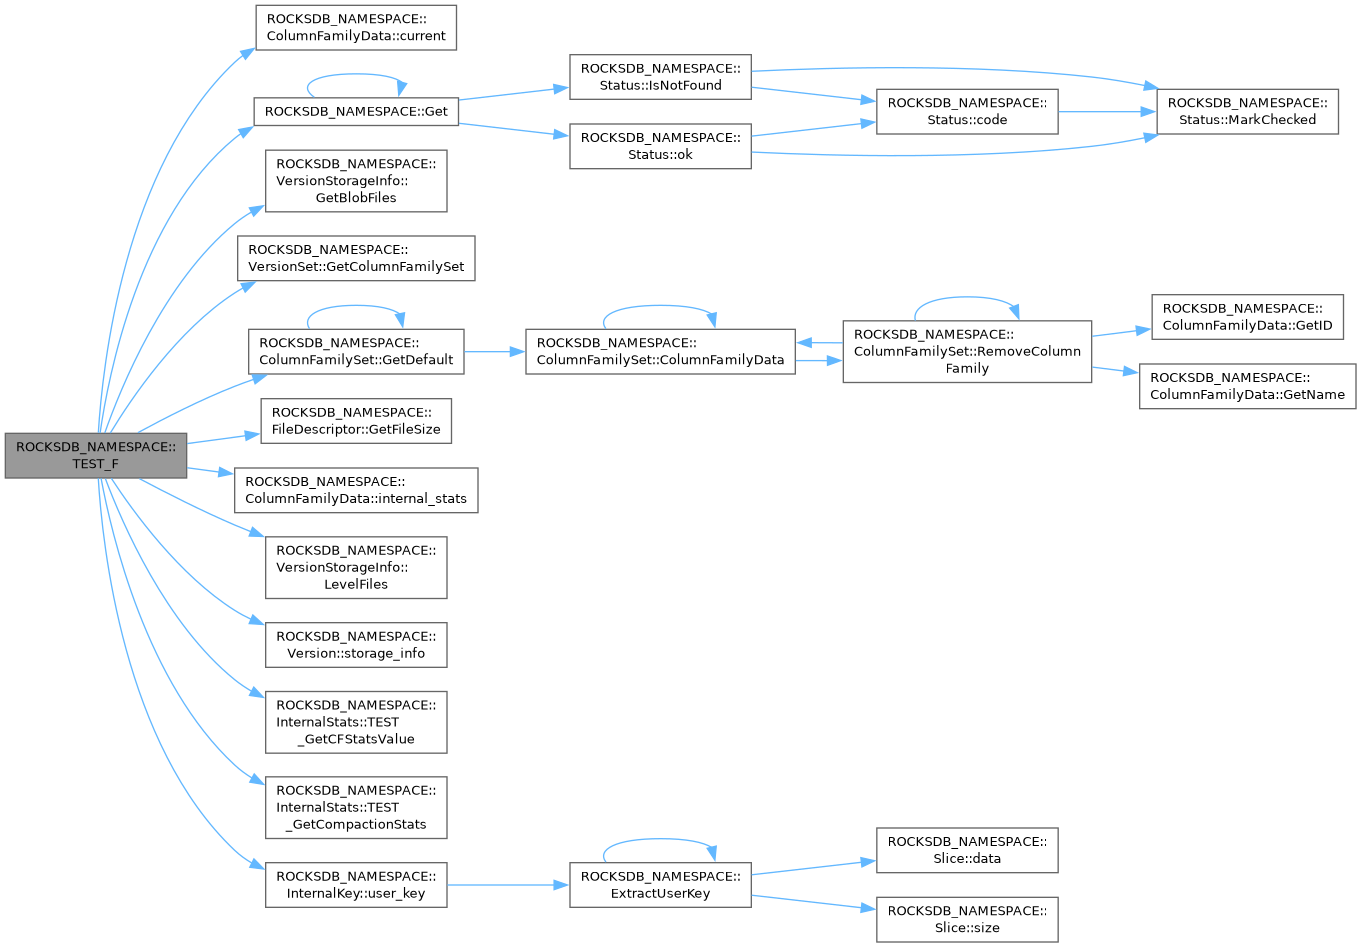 ROCKSDB_NAMESPACE::
ColumnFamilyData::current
ROCKSDB_NAMESPACE::Get
ROCKSDB_NAMESPACE::
Status::IsNotFound
ROCKSDB_NAMESPACE::
Status::code
ROCKSDB_NAMESPACE::
Status::MarkChecked
ROCKSDB_NAMESPACE::
Status::ok
ROCKSDB_NAMESPACE::
VersionStorageInfo::
GetBlobFiles
ROCKSDB_NAMESPACE::
VersionSet::GetColumnFamilySet
ROCKSDB_NAMESPACE::
ColumnFamilySet::GetDefault
ROCKSDB_NAMESPACE::
ColumnFamilySet::ColumnFamilyData
ROCKSDB_NAMESPACE::
ColumnFamilySet::RemoveColumn
Family
ROCKSDB_NAMESPACE::
ColumnFamilyData::GetID
ROCKSDB_NAMESPACE::
ColumnFamilyData::GetName
ROCKSDB_NAMESPACE::
FileDescriptor::GetFileSize
ROCKSDB_NAMESPACE::
TEST_F
ROCKSDB_NAMESPACE::
ColumnFamilyData::internal_stats
ROCKSDB_NAMESPACE::
VersionStorageInfo::
LevelFiles
ROCKSDB_NAMESPACE::
Version::storage_info
ROCKSDB_NAMESPACE::
InternalStats::TEST
_GetCFStatsValue
ROCKSDB_NAMESPACE::
InternalStats::TEST
_GetCompactionStats
ROCKSDB_NAMESPACE::
InternalKey::user_key
ROCKSDB_NAMESPACE::
ExtractUserKey
ROCKSDB_NAMESPACE::
Slice::data
ROCKSDB_NAMESPACE::
Slice::size